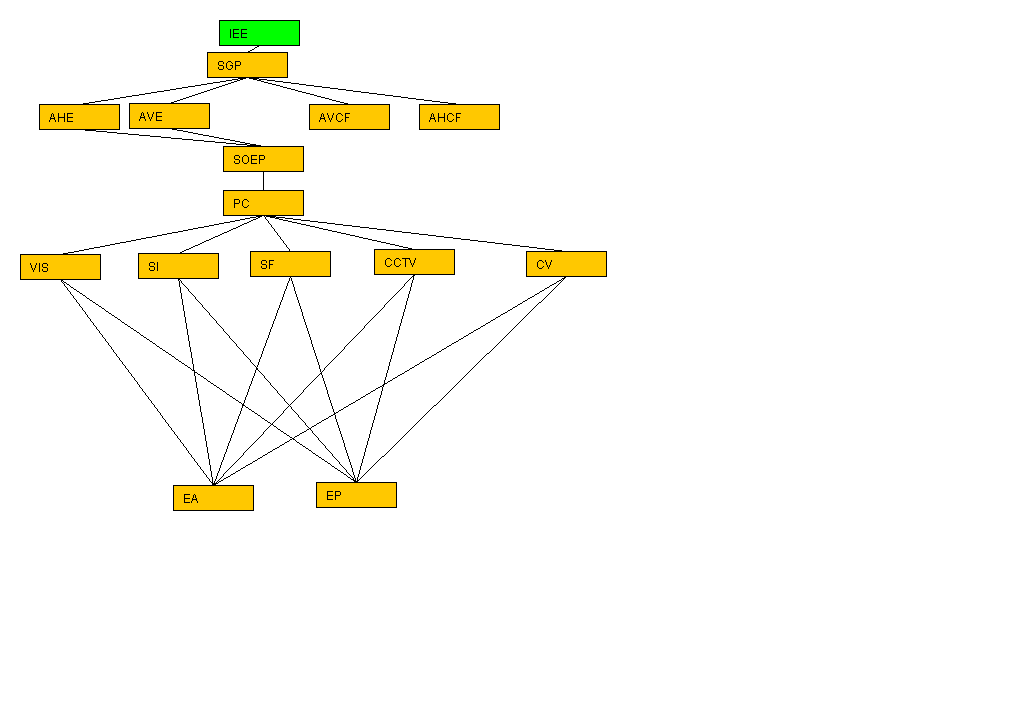 IEE
SGP
AHE
AVE
AVCF
AHCF
SOEP
PC
VIS
SI
SF
CCTV
CV
EA
EP